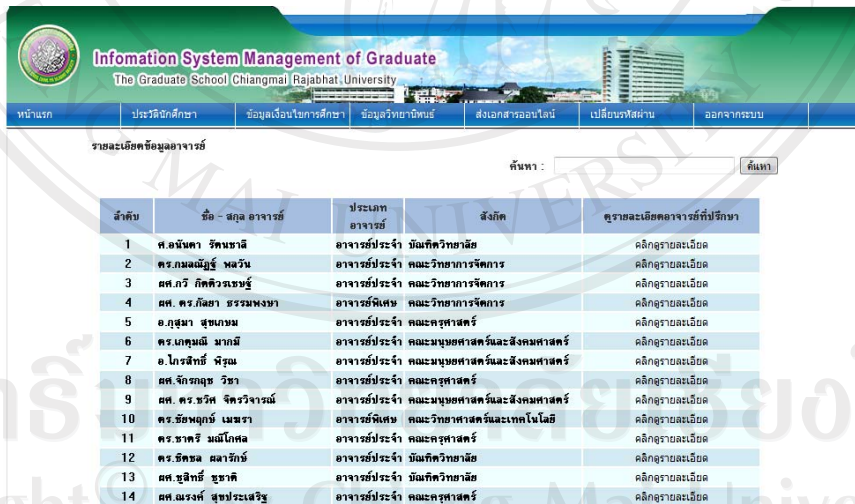 Infomation System Management of Graduate
The Graduate School Chiangmai Rajabhat University
หน้าแรก ประวัตินักศึกษา ข้อมูลเงื่อนไขการศึกษา ข้อมูลวิทยานิพนธ์ ส่งเอกสารออนไลน์ เปลี่ยนรหัสผ่าน ออกจากระบบ
รายละเอียดข้อมูลอาจารย์
ค้นหา : ค้นหา
ลำดับ ชื่อ - สกุล อาจารย์ ประเภทอาจารย์ สังกัด ดูรายละเอียดอาจารย์ที่ปรึกษา
1 ศ.อนันตา รัตนชาลี อาจารย์ประจำ บัณฑิตวิทยาลัย คลิกดูรายละเอียด
2 ดร.กมลณัฏฐ์ พลวัน อาจารย์ประจำ คณะวิทยาการจัดการ คลิกดูรายละเอียด
3 ผศ.กวี กิตติวรเชษฐ์ อาจารย์ประจำ คณะวิทยาการจัดการ คลิกดูรายละเอียด
4 ผศ. ดร.กัลยา ธรรมพงษา อาจารย์พิเศษ คณะวิทยาการจัดการ คลิกดูรายละเอียด
5 อ.กุสุมา สุขเกษม อาจารย์ประจำ คณะครุศาสตร์ คลิกดูรายละเอียด
6 ดร.เกตุมณี มากมี อาจารย์ประจำ คณะมนุษยศาสตร์และสังคมศาสตร์ คลิกดูรายละเอียด
7 อ.ไกรสิทธิ์ พิรุณ อาจารย์ประจำ คณะมนุษยศาสตร์และสังคมศาสตร์ คลิกดูรายละเอียด
8 ผศ.จักรกฤช วิชา อาจารย์ประจำ คณะครุศาสตร์ คลิกดูรายละเอียด
9 ผศ. ดร.ชวิศ จิตรวิจารณ์ อาจารย์ประจำ คณะมนุษยศาสตร์และสังคมศาสตร์ คลิกดูรายละเอียด
10 ดร.ชัยพฤกษ์ เมฆรา อาจารย์พิเศษ คณะวิทยาศาสตร์และเทคโนโลยี คลิกดูรายละเอียด
11 ดร.ชาตรี มณีโกศล อาจารย์ประจำ คณะครุศาสตร์ คลิกดูรายละเอียด
12 ดร.ชิตชล ผลารักษ์ อาจารย์ประจำ บัณฑิตวิทยาลัย คลิกดูรายละเอียด
13 ผศ.ชูสิทธิ์ ชูชาติ อาจารย์ประจำ บัณฑิตวิทยาลัย คลิกดูรายละเอียด
14 ผศ.ณรงค์ สุขประเสริฐ อาจารย์ประจำ คณะครุศาสตร์ คลิกดูรายละเอียด